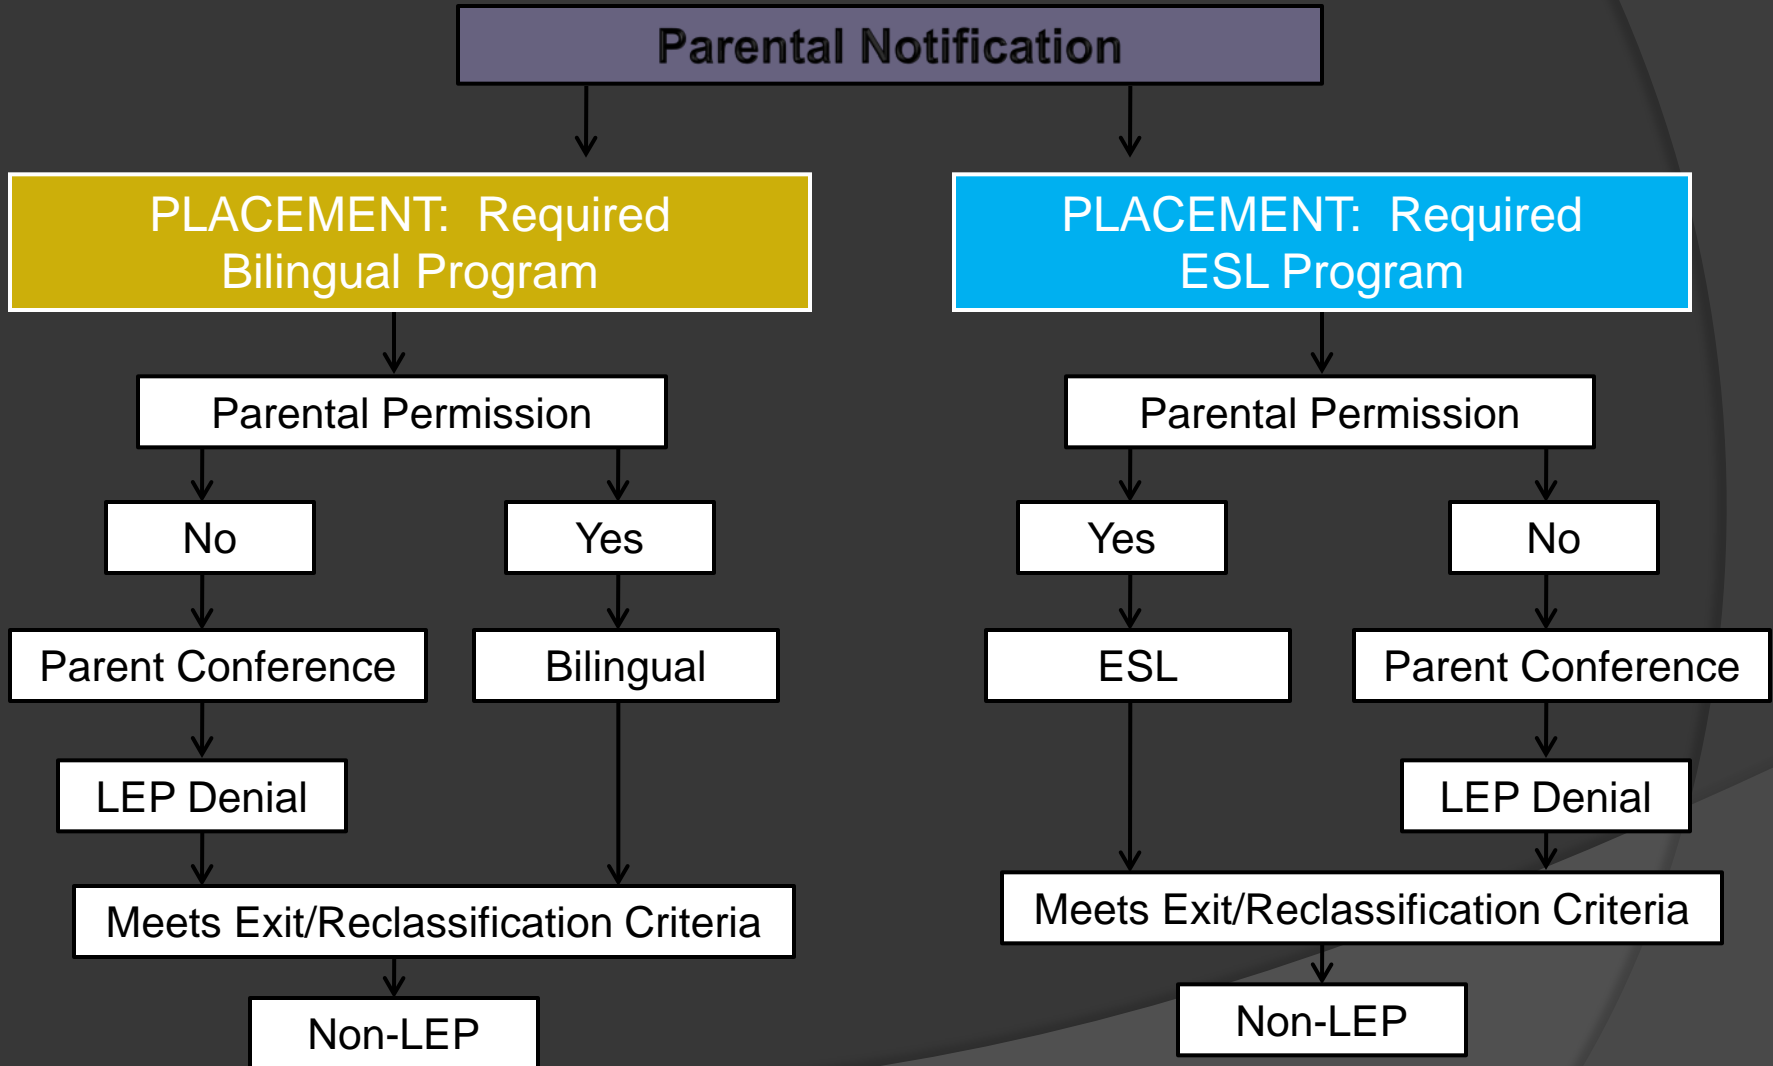 Parental Notification
PLACEMENT:  Required
Bilingual Program
PLACEMENT:  Required
ESL Program
Parental Permission
Parental Permission
No
Yes
Yes
No
Parent Conference
Bilingual
ESL
Parent Conference
LEP Denial
LEP Denial
Meets Exit/Reclassification Criteria
Meets Exit/Reclassification Criteria
Non-LEP
Non-LEP